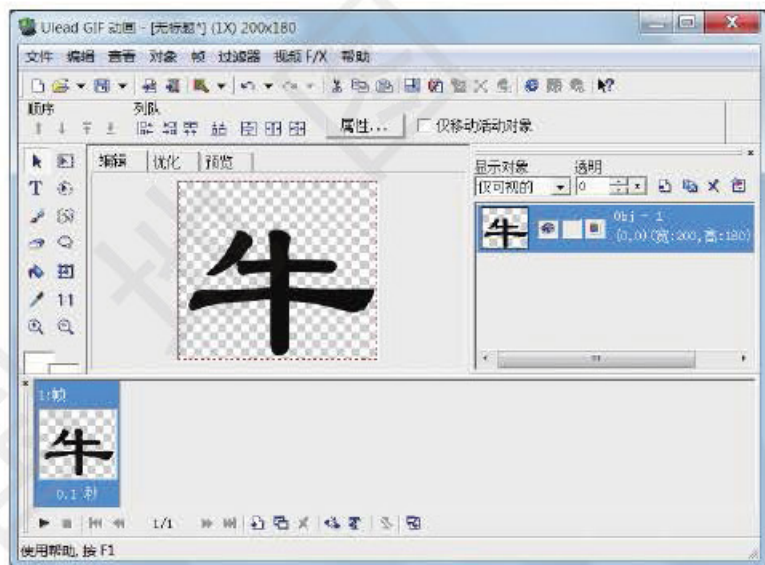 Ulead GIF 动画 - [无标题*] (1X) 200x180
文件 编辑 查看 对象 帧 过滤器 视频 F/X 帮助
顺序 列队
属性... 仅移动活动对象
编辑 优化 预览
显示对象 透明
仅可视的 0
T
Obj - 1
(0,0)(宽:200,高:180)
牛
牛
1:1
1:帧
牛
0.1 秒
1/1
使用帮助, 按 F1